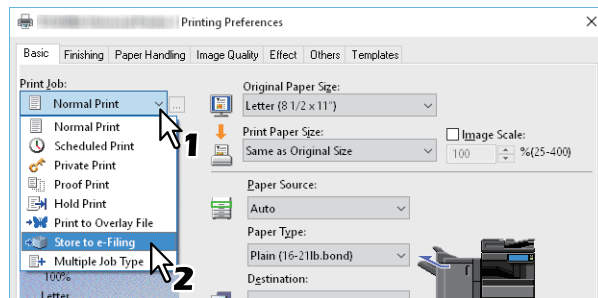 Printing Preferences
Basic Finishing Paper Handling Image Quality Effect Others Templates
Print Job:
Normal Print
...
Normal Print
Scheduled Print
Private Print
Proof Print
Hold Print
Print to Overlay File
Store to e-Filing
Multiple Job Type
100%
Letter
1
2
Original Paper Size:
Letter (8 1/2 x 11")
Print Paper Size:
Same as Original Size
Image Scale:
100 %(25-400)
Paper Source:
Auto
Paper Type:
Plain (16-21lb.bond)
Destination: